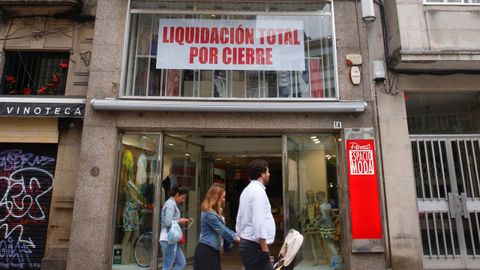 LIQUIDACIÓN TOTAL
POR CIERRE
VINOTECA
14
ESPACIO
MODA